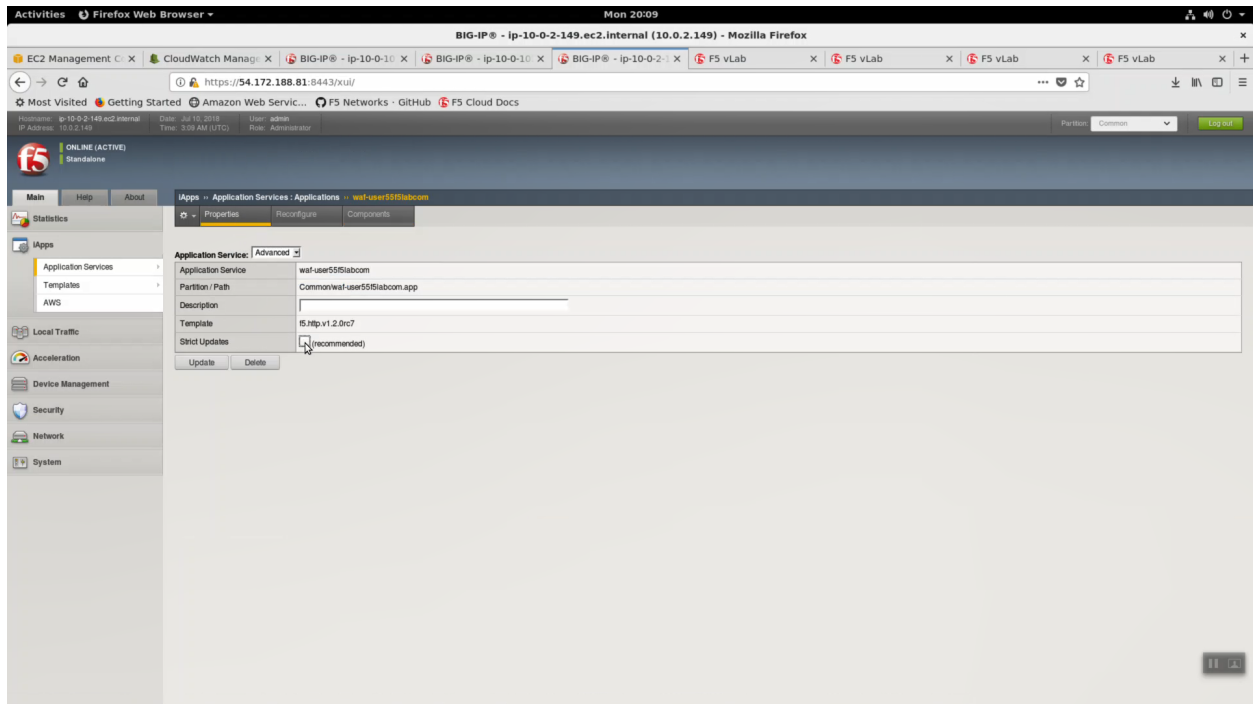 Activities Firefox Web Browser Mon 20:09
BIG-IP® - ip-10-0-2-149.ec2.internal (10.0.2.149) - Mozilla Firefox
EC2 Management C CloudWatch Manag BIG-IP® - ip-10-0-1 BIG-IP® - ip-10-0-1 BIG-IP® - ip-10-0-2- F5 vLab F5 vLab F5 vLab F5 vLab
https://54.172.188.81:8443/xui/
Most Visited Getting Started Amazon Web Servic... F5 Networks · GitHub F5 Cloud Docs
Hostname: ip-10-0-2-149.ec2.internal Date: Jul 10, 2018 User: admin
IP Address: 10.0.2.149 Time: 3:09 AM (UTC) Role: Administrator
Partition: Common Log out
f5
ONLINE (ACTIVE)
Standalone
Main Help About
iApps ›› Application Services : Applications ›› waf-user55f5labcom
Properties Reconfigure Components
Statistics
iApps
Application Services
Templates
AWS
Local Traffic
Acceleration
Device Management
Security
Network
System
Application Service: Advanced
Application Service waf-user55f5labcom
Partition / Path Common/waf-user55f5labcom.app
Description
Template f5.http.v1.2.0rc7
Strict Updates (recommended)
Update Delete